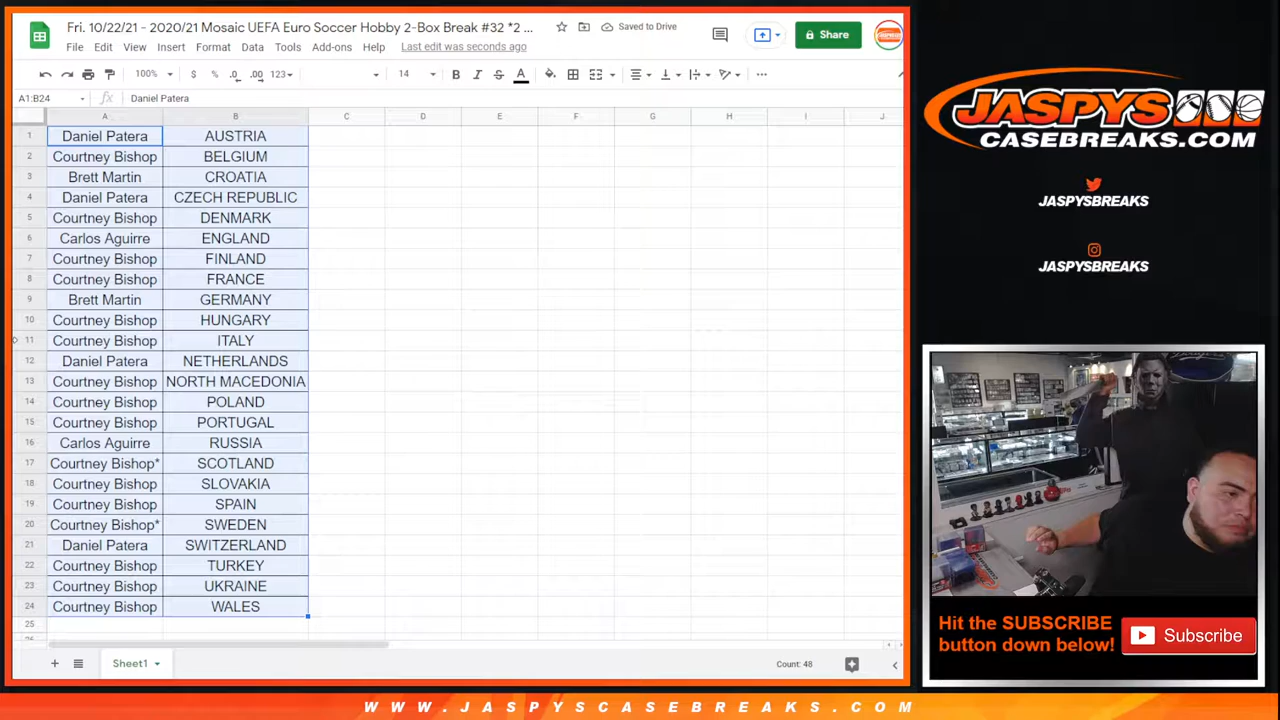 Fri. 10/22/21 - 2020/21 Mosaic UEFA Euro Soccer Hobby 2-Box Break #32 *2 ...
Saved to Drive
Share
File Edit View Insert Format Data Tools Add-ons Help Last edit was seconds ago
100% $ % .0 .00 123 14 B I S A
A1:B24 fx Daniel Patera
A B C D E F G H I J
1 Daniel Patera AUSTRIA
2 Courtney Bishop BELGIUM
3 Brett Martin CROATIA
4 Daniel Patera CZECH REPUBLIC
5 Courtney Bishop DENMARK
6 Carlos Aguirre ENGLAND
7 Courtney Bishop FINLAND
8 Courtney Bishop FRANCE
9 Brett Martin GERMANY
10 Courtney Bishop HUNGARY
11 Courtney Bishop ITALY
12 Daniel Patera NETHERLANDS
13 Courtney Bishop NORTH MACEDONIA
14 Courtney Bishop POLAND
15 Courtney Bishop PORTUGAL
16 Carlos Aguirre RUSSIA
17 Courtney Bishop* SCOTLAND
18 Courtney Bishop SLOVAKIA
19 Courtney Bishop SPAIN
20 Courtney Bishop* SWEDEN
21 Daniel Patera SWITZERLAND
22 Courtney Bishop TURKEY
23 Courtney Bishop UKRAINE
24 Courtney Bishop WALES
25
Sheet1
Count: 48
JASPYS
CASEBREAKS.COM
JASPYSBREAKS
JASPYSBREAKS
Hit the SUBSCRIBE
button down below!
Subscribe
WWW.JASPYSCASEBREAKS.COM